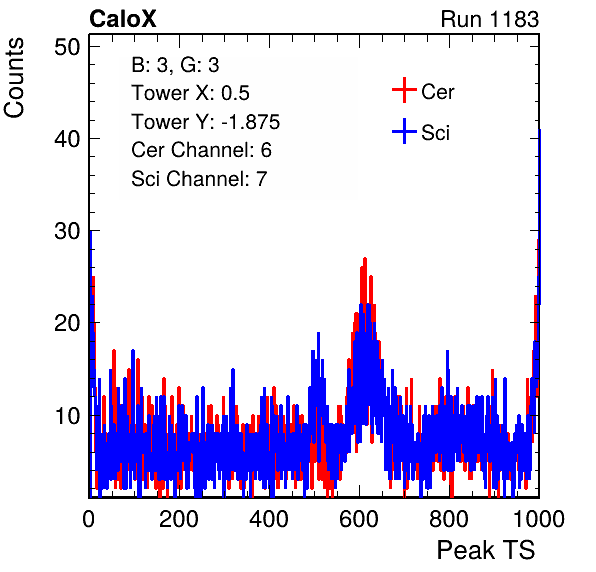 CaloX Run 1183
Counts
50
40
30
20
10
B: 3, G: 3
Tower X: 0.5
Tower Y: -1.875
Cer Channel: 6
Sci Channel: 7
Cer
Sci
0 200 400 600 800 1000
Peak TS